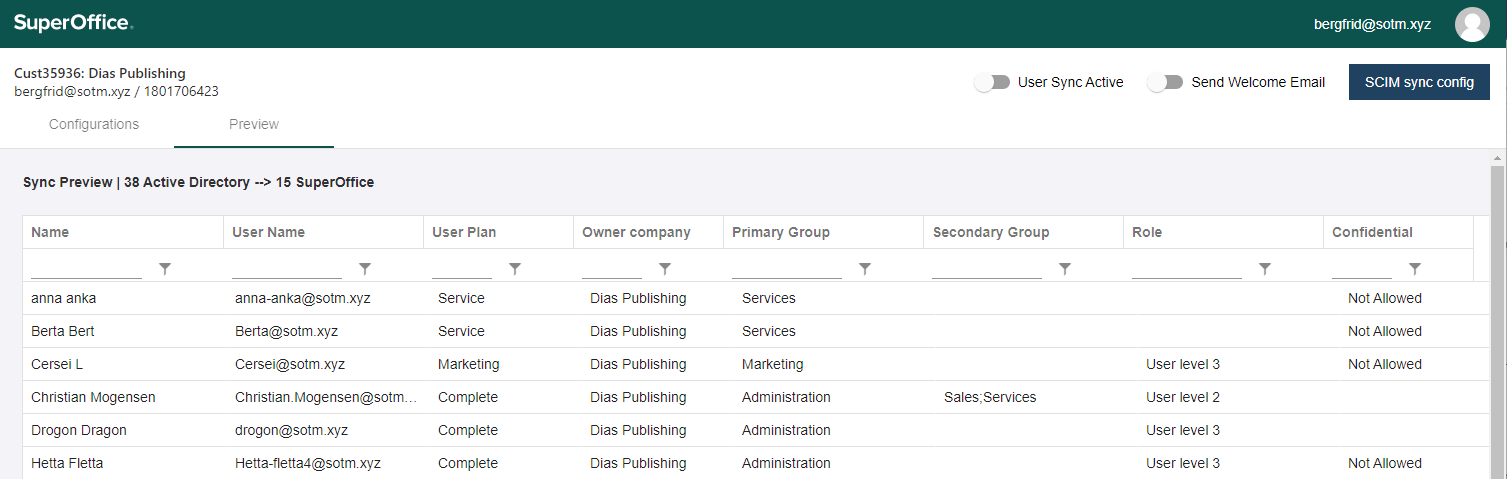 SuperOffice.
bergfrid@sotm.xyz
Cust35936: Dias Publishing
bergfrid@sotm.xyz / 1801706423
User Sync Active
Send Welcome Email
SCIM sync config
Configurations Preview
Sync Preview | 38 Active Directory --> 15 SuperOffice
Name User Name User Plan Owner company Primary Group Secondary Group Role Confidential
anna anka anna-anka@sotm.xyz Service Dias Publishing Services Not Allowed
Berta Bert Berta@sotm.xyz Service Dias Publishing Services Not Allowed
Cersei L Cersei@sotm.xyz Marketing Dias Publishing Marketing User level 3 Not Allowed
Christian Mogensen Christian.Mogensen@sotm... Complete Dias Publishing Administration Sales;Services User level 2
Drogon Dragon drogon@sotm.xyz Complete Dias Publishing Administration User level 3
Hetta Fletta Hetta-fletta4@sotm.xyz Complete Dias Publishing Administration User level 3 Not Allowed